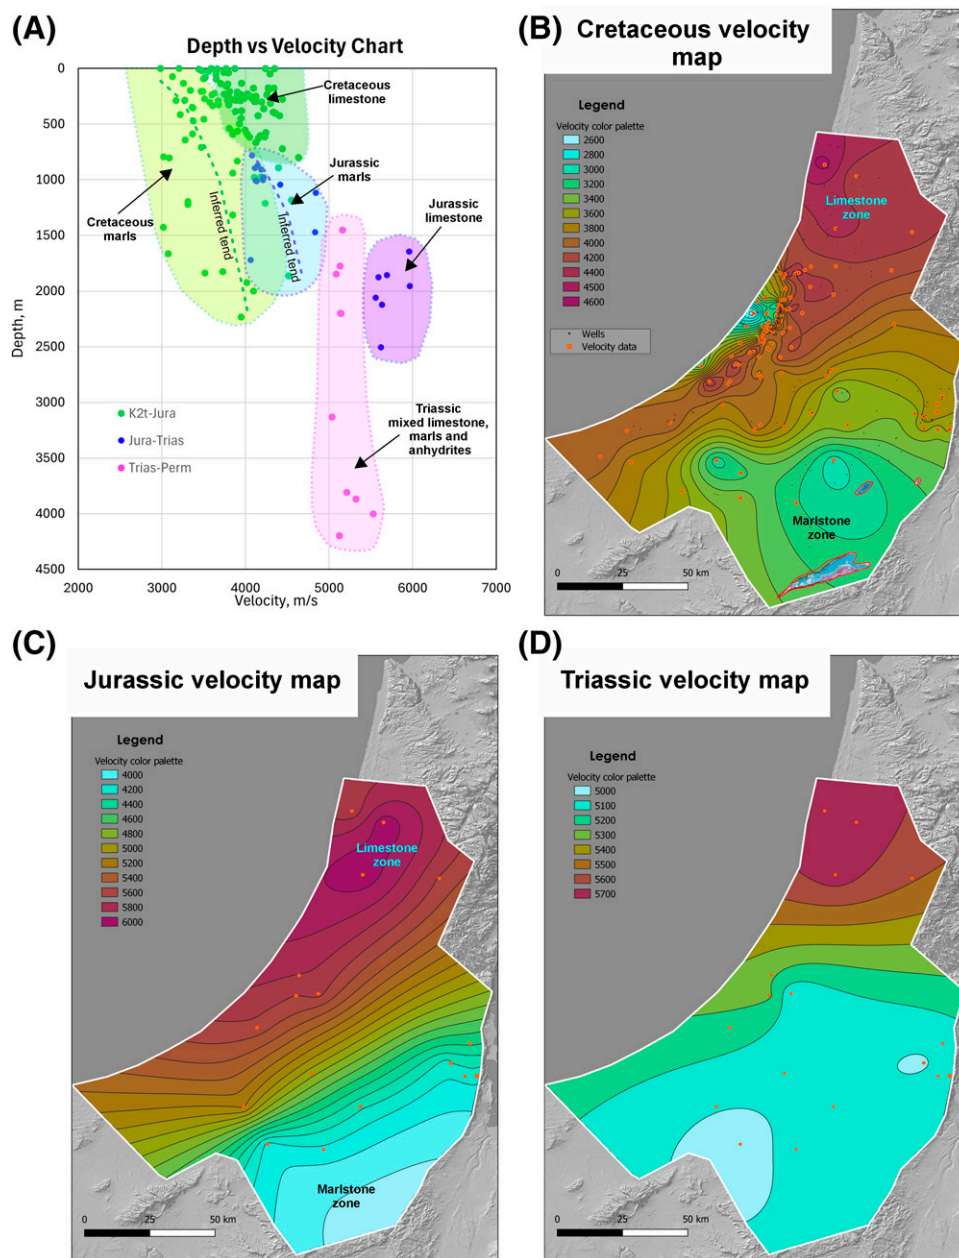 (A)
Depth vs Velocity Chart
0
500
1000
1500
2000
2500
3000
3500
4000
4500
Depth, m
2000
3000
4000
5000
6000
7000
Velocity, m/s
Cretaceous
limestone
Jurassic
marls
Jurassic
limestone
Cretaceous
marls
Inferred tend
Inferred tend
Triassic
mixed limestone,
marls and
anhydrites
K2t-Jura
Jura-Trias
Trias-Perm
(B)
Cretaceous velocity
map
Legend
Velocity color palette
2600
2800
3000
3200
3400
3600
3800
4000
4200
4400
4500
4600
Wells
Velocity data
Limestone
zone
Marlstone
zone
0
25
50 km
(C)
Jurassic velocity map
Legend
Velocity color palette
4000
4200
4400
4600
4800
5000
5200
5400
5600
5800
6000
Limestone
zone
Marlstone
zone
0
25
50 km
(D)
Triassic velocity map
Legend
Velocity color palette
5000
5100
5200
5300
5400
5500
5600
5700
0
25
50 km